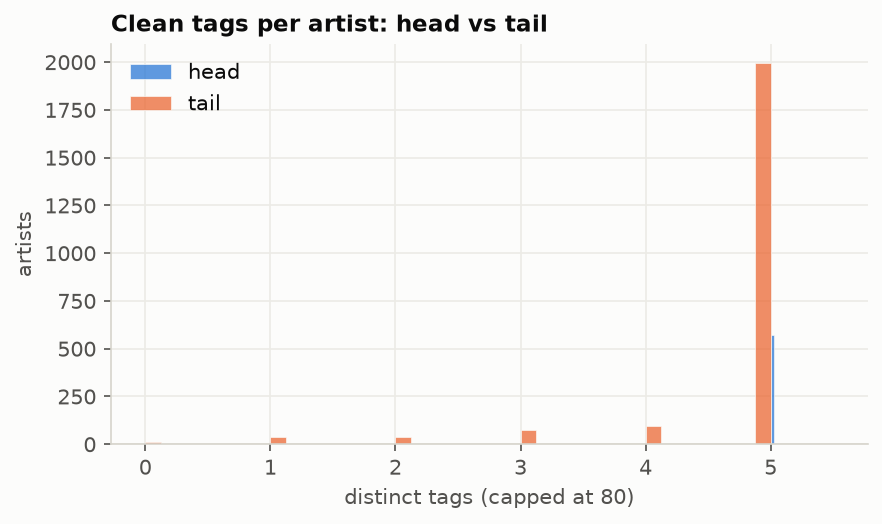 Clean tags per artist: head vs tail
head
tail
2000
1750
1500
1250
1000
750
500
250
0
artists
0 1 2 3 4 5
distinct tags (capped at 80)